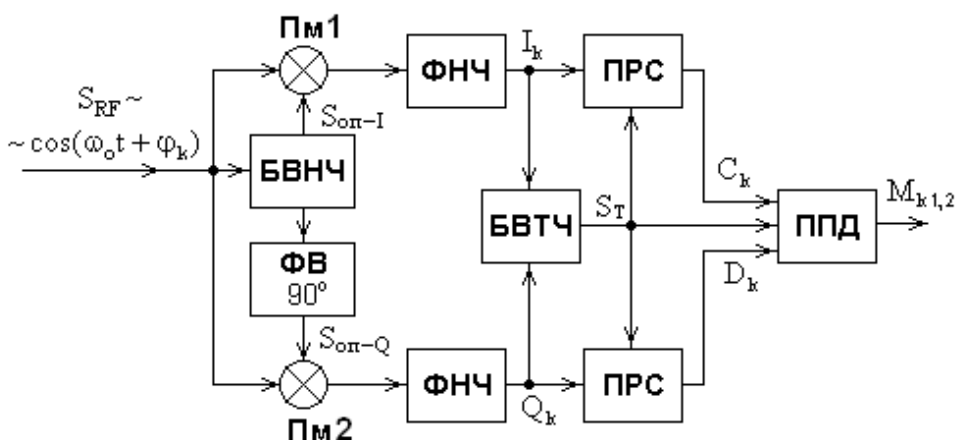 Пм1
ФНЧ
I_k
ПРС
S_RF ~
~ cos(ω_o t + φ_k)
S_оп-I
БВНЧ
C_k
M_k1,2
БВТЧ
S_T
ППД
ФВ
90°
D_k
S_оп-Q
ФНЧ
Q_k
ПРС
Пм2